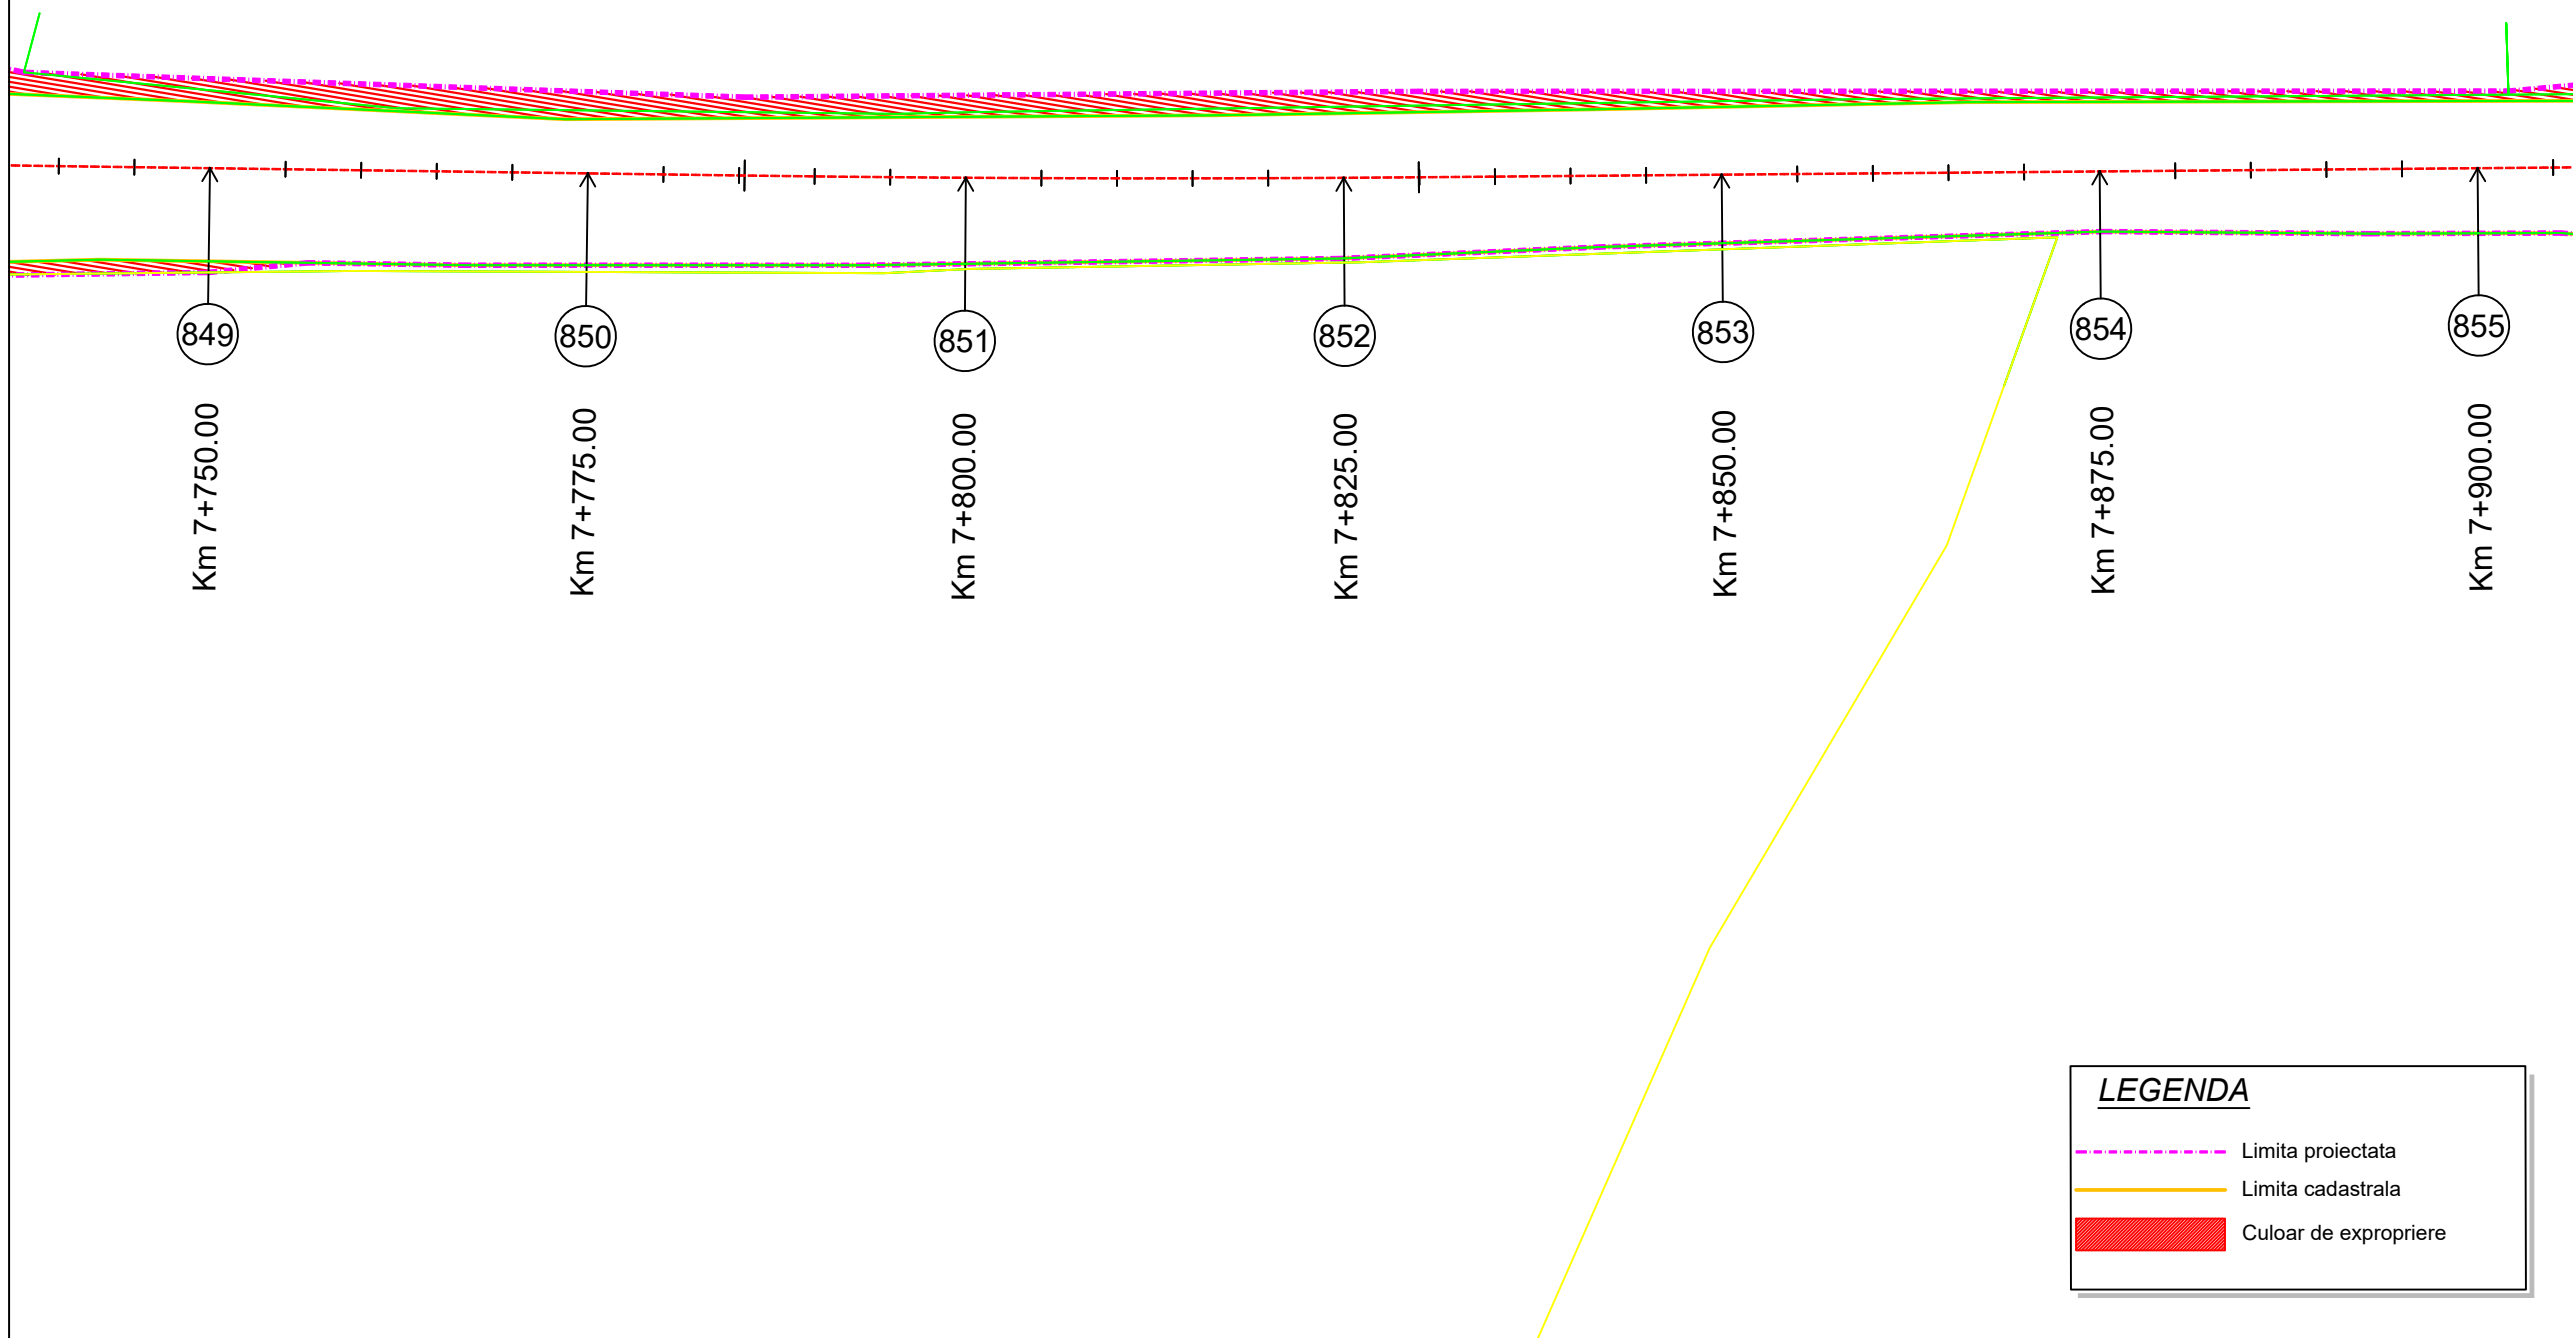 849
850
851
852
853
854
855
Km 7+750.00
Km 7+775.00
Km 7+800.00
Km 7+825.00
Km 7+850.00
Km 7+875.00
Km 7+900.00
LEGENDA
Limita proiectata
Limita cadastrala
Culoar de expropriere